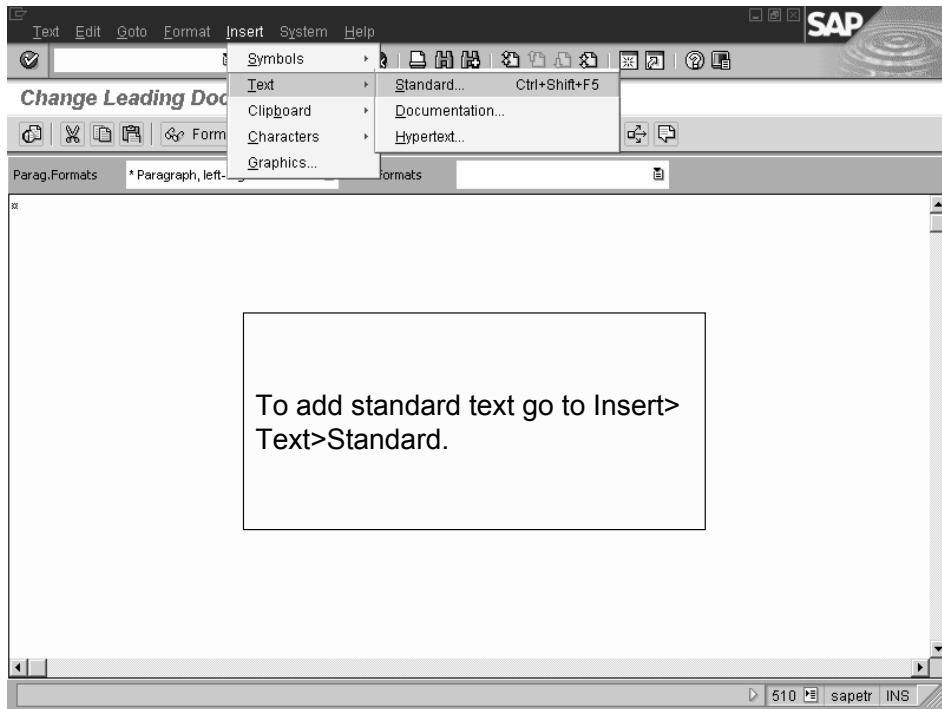 Text Edit Goto Format Insert System Help
SAP
Symbols
Text
Standard... Ctrl+Shift+F5
Change Leading Doc
Clipboard
Documentation...
Form
Characters
Hypertext...
Graphics...
Parag.Formats * Paragraph, left- ormats
To add standard text go to Insert>
Text>Standard.
510 sapetr INS